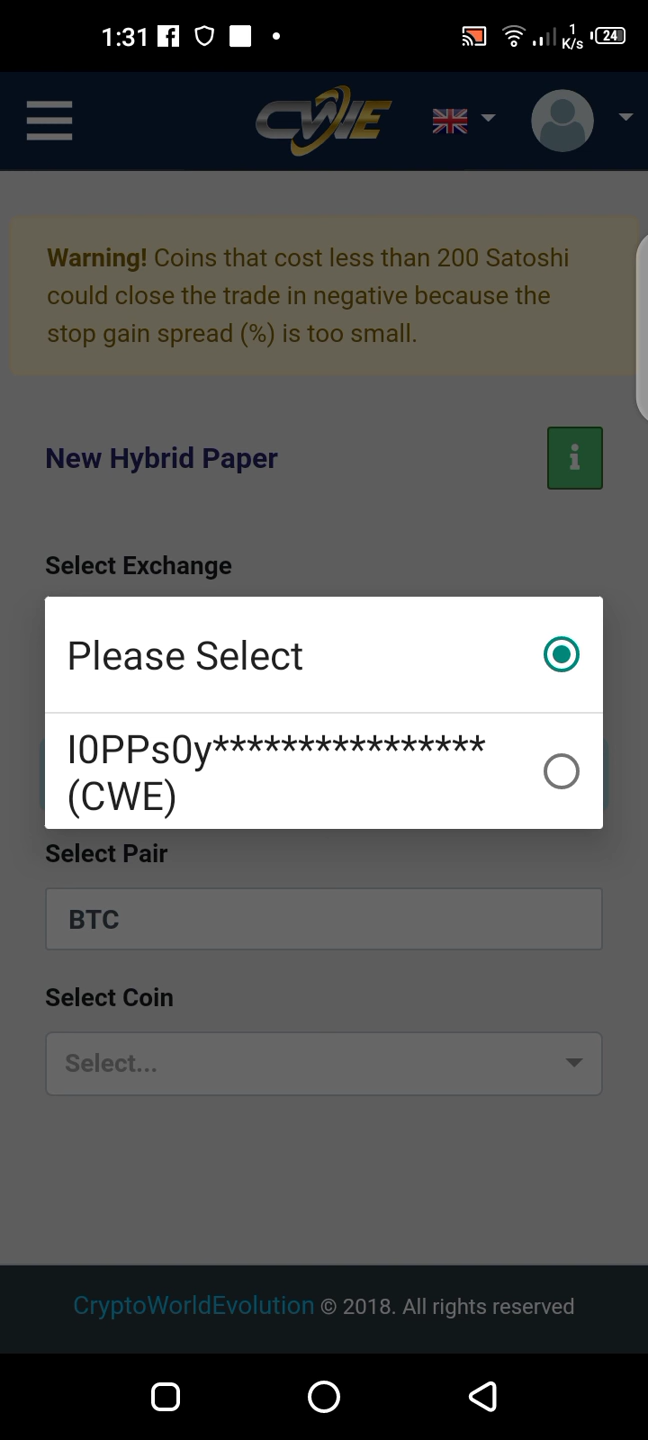 1:31
1
K/s
24
CWE
Warning! Coins that cost less than 200 Satoshi
could close the trade in negative because the
stop gain spread (%) is too small.
New Hybrid Paper
i
Select Exchange
Please Select
I0PPs0y****************
(CWE)
Select Pair
BTC
Select Coin
Select...
CryptoWorldEvolution © 2018. All rights reserved